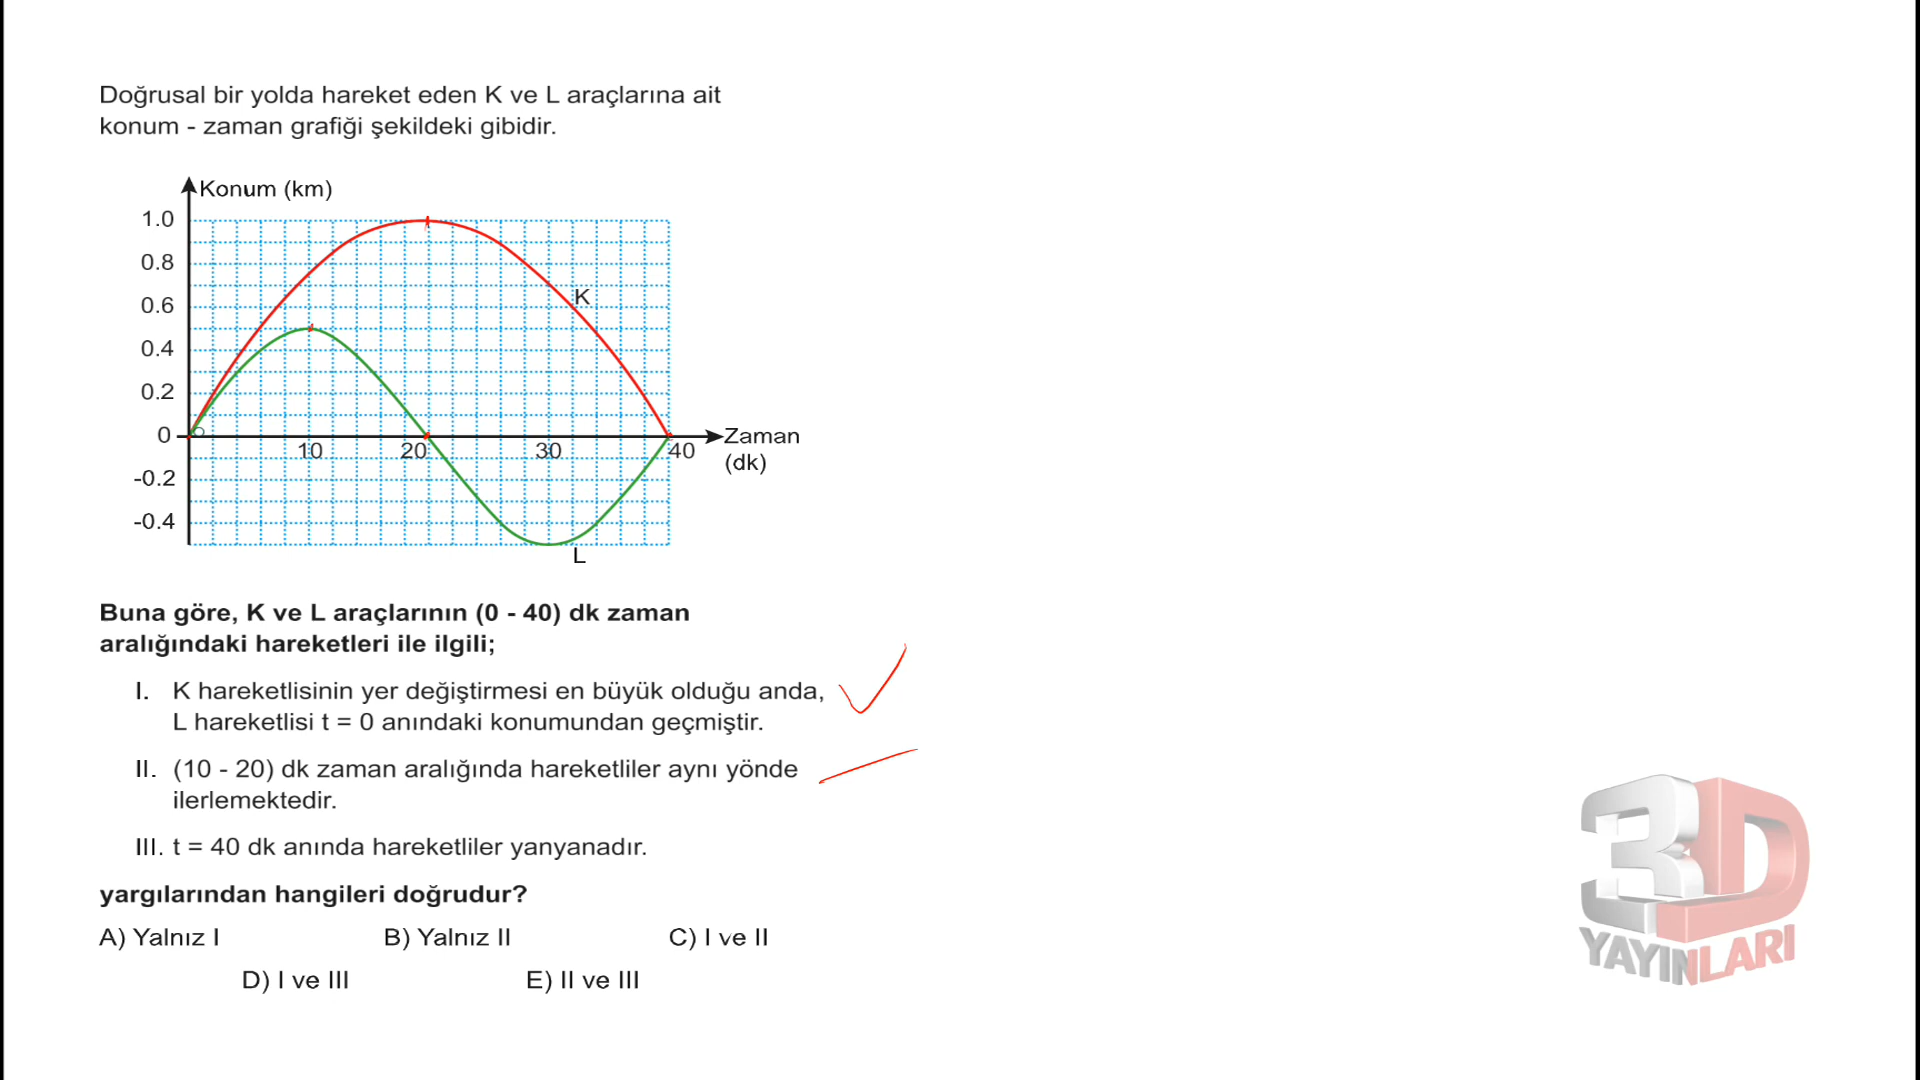 Doğrusal bir yolda hareket eden K ve L araçlarına ait
konum - zaman grafiği şekildeki gibidir.
Konum (km)
1.0
0.8
0.6
0.4
0.2
0
-0.2
-0.4
K
10
20
30
40
Zaman
(dk)
L
Buna göre, K ve L araçlarının (0 - 40) dk zaman
aralığındaki hareketleri ile ilgili;
I. K hareketlisinin yer değiştirmesi en büyük olduğu anda,
L hareketlisi t = 0 anındaki konumundan geçmiştir.
II. (10 - 20) dk zaman aralığında hareketliler aynı yönde
ilerlemektedir.
III. t = 40 dk anında hareketliler yanyanadır.
yargılarından hangileri doğrudur?
A) Yalnız I B) Yalnız II C) I ve II
D) I ve III E) II ve III
3D
YAYINLARI